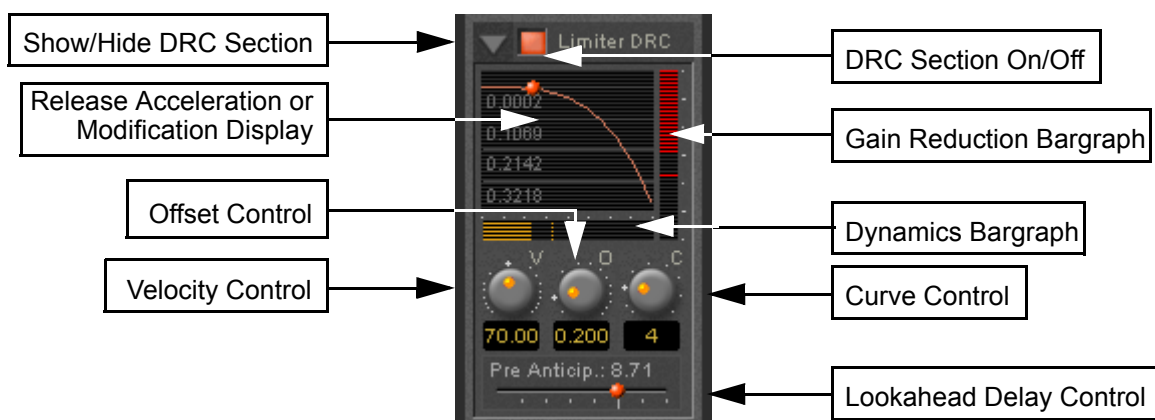 Show/Hide DRC Section
Limiter DRC
DRC Section On/Off
Release Acceleration or
Modification Display
0.0002
0.1069
0.2142
0.3218
Gain Reduction Bargraph
Offset Control
Dynamics Bargraph
V O C
Velocity Control
Curve Control
70.00 0.200 4
Pre Anticip.: 8.71
Lookahead Delay Control